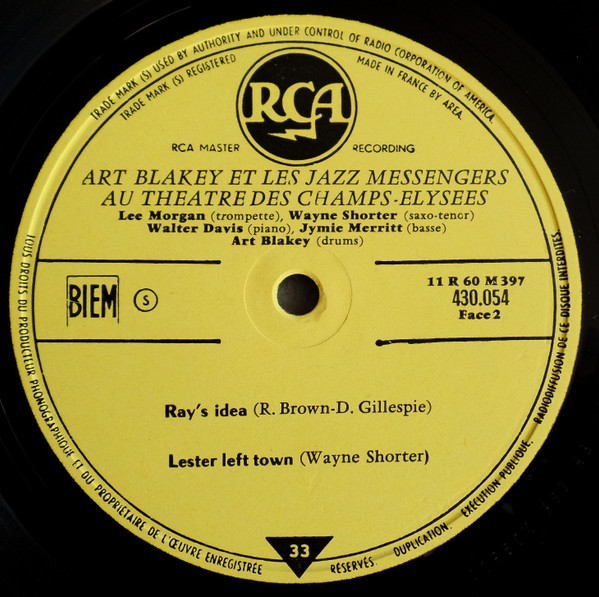 TRADE MARK (S) USED BY AUTHORITY AND UNDER CONTROL OF RADIO CORPORATION OF AMERICA.
TRADE MARK (S) REGISTERED
MADE IN FRANCE BY AREA.
RCA
RCA MASTER RECORDING
ART BLAKEY ET LES JAZZ MESSENGERS
AU THEATRE DES CHAMPS-ELYSEES
Lee Morgan (trompette), Wayne Shorter (saxo-tenor)
Walter Davis (piano), Jymie Merritt (basse)
Art Blakey (drums)
BIEM
S
11 R 60 M 397
430.054
Face 2
Ray's idea (R. Brown-D. Gillespie)
Lester left town (Wayne Shorter)
33
TOUS DROITS DU PRODUCTEUR PHONOGRAPHIQUE ET DU PROPRIETAIRE DE L'ŒUVRE ENREGISTRÉE RÉSERVÉS. DUPLICATION. EXÉCUTION PUBLIQUE. RADIODIFFUSION DE CE DISQUE INTERDITES.